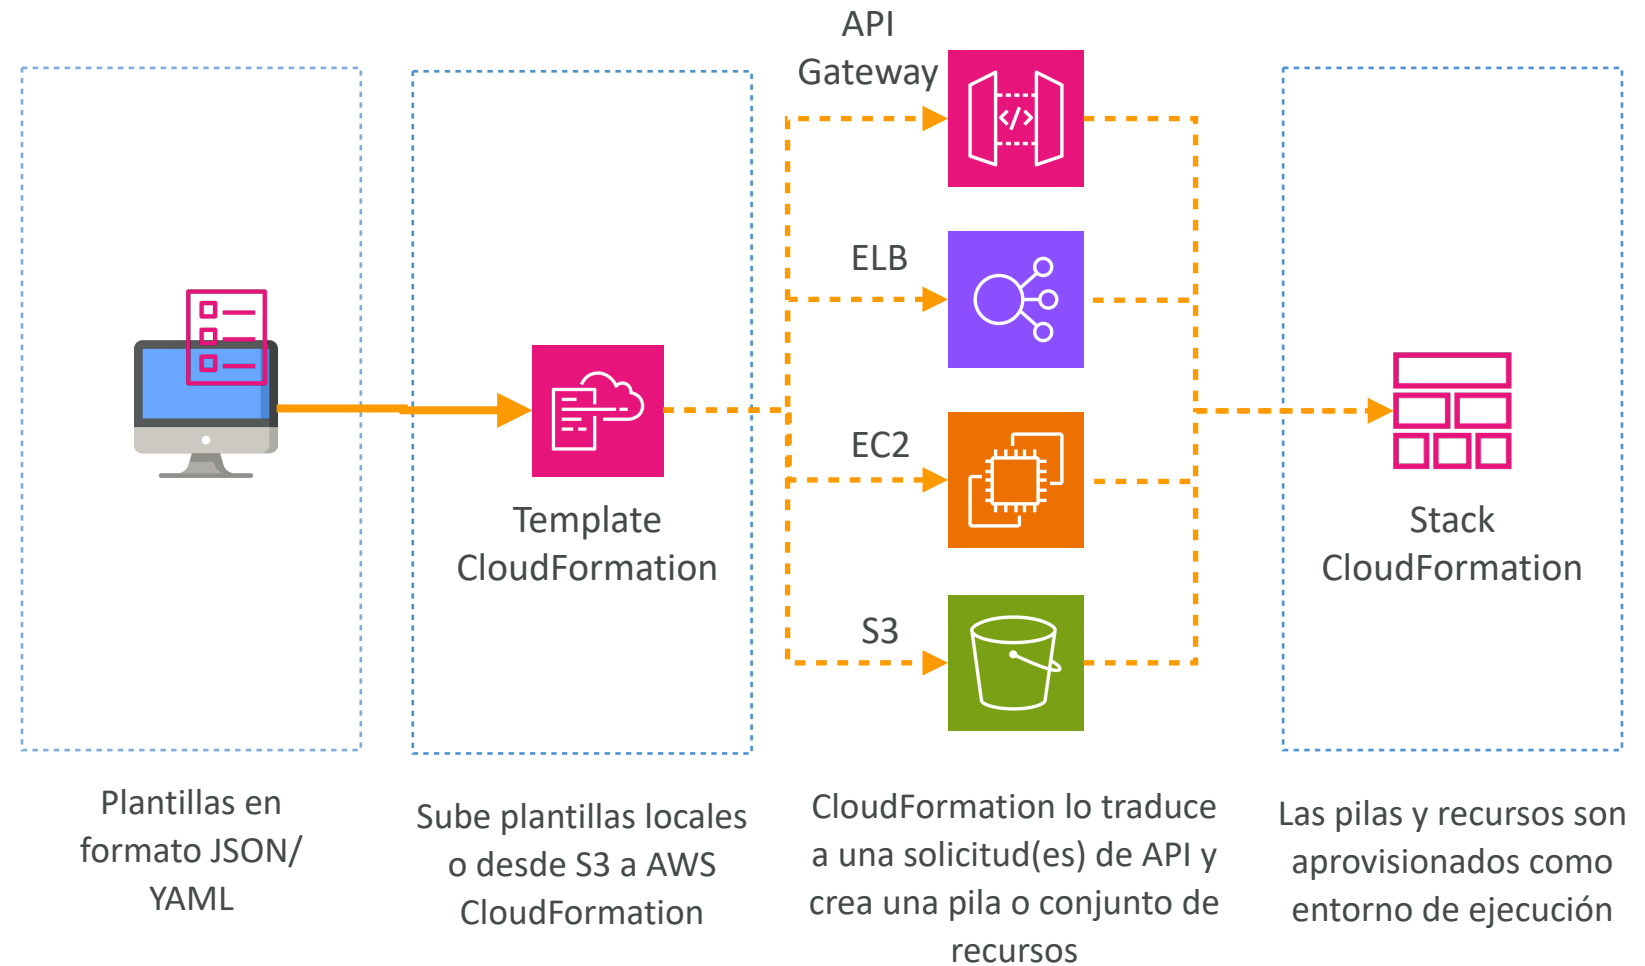 API
Gateway
ELB
EC2
S3
Template
CloudFormation
Stack
CloudFormation
Plantillas en
formato JSON/
YAML
Sube plantillas locales
o desde S3 a AWS
CloudFormation
CloudFormation lo traduce
a una solicitud(es) de API y
crea una pila o conjunto de
recursos
Las pilas y recursos son
aprovisionados como
entorno de ejecución